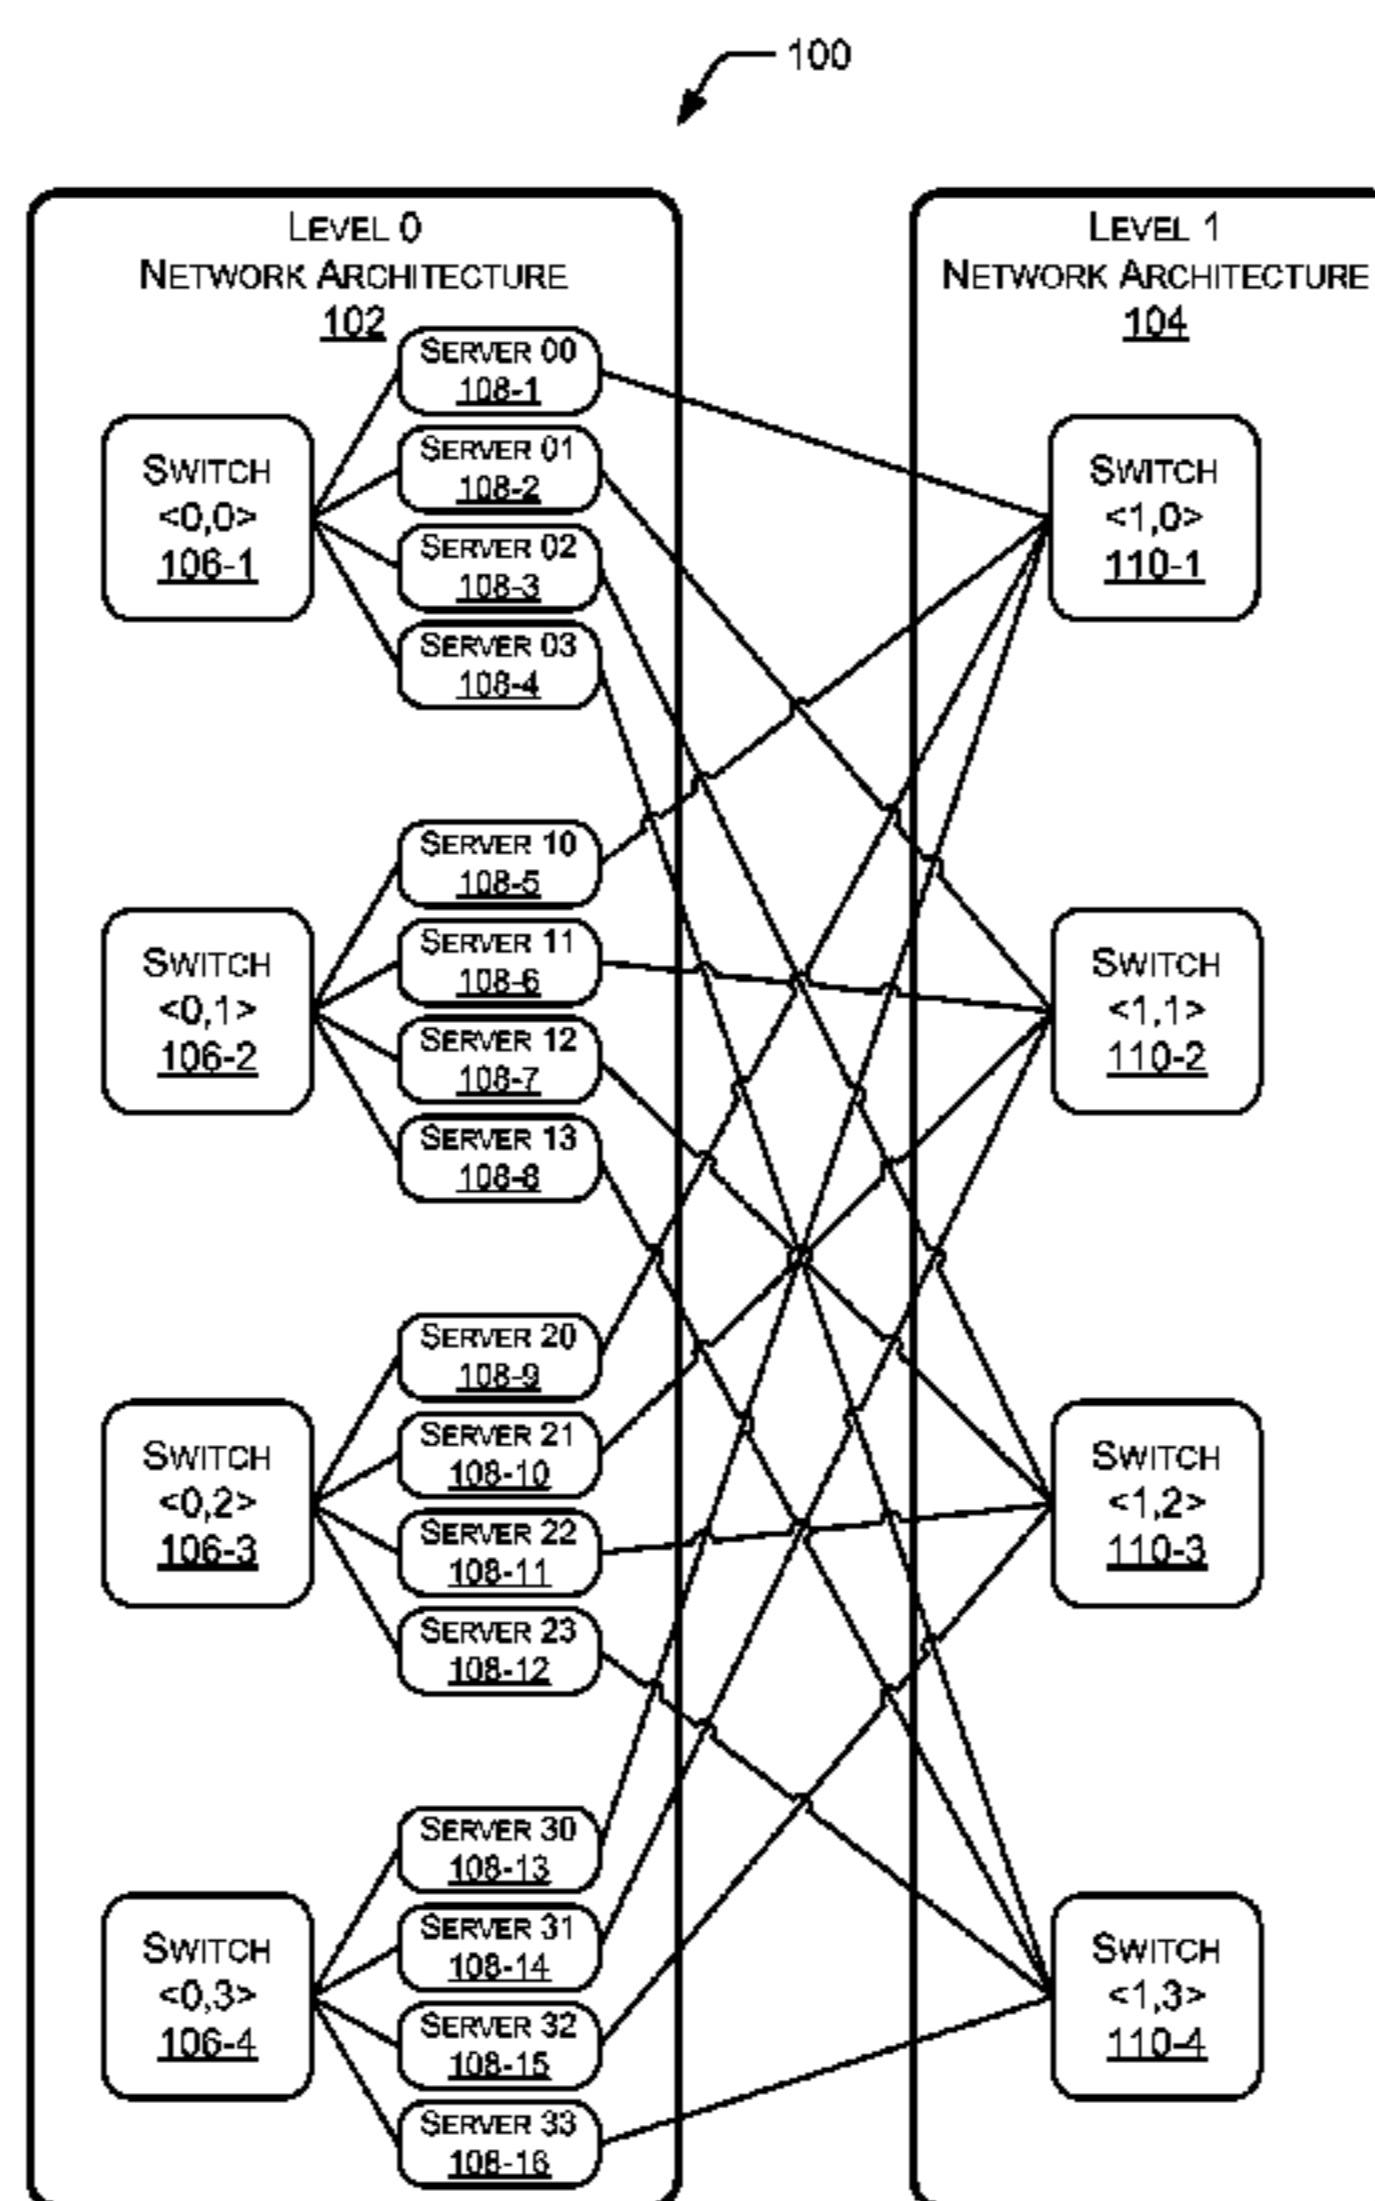 100
LEVEL 0
NETWORK ARCHITECTURE
102
SERVER 00
108-1
SERVER 01
108-2
SERVER 02
108-3
SERVER 03
108-4
SWITCH
<0,0>
106-1
SERVER 10
108-5
SERVER 11
108-6
SERVER 12
108-7
SERVER 13
108-8
SWITCH
<0,1>
106-2
SERVER 20
108-9
SERVER 21
108-10
SERVER 22
108-11
SERVER 23
108-12
SWITCH
<0,2>
106-3
SERVER 30
108-13
SERVER 31
108-14
SERVER 32
108-15
SERVER 33
108-16
SWITCH
<0,3>
106-4
LEVEL 1
NETWORK ARCHITECTURE
104
SWITCH
<1,0>
110-1
SWITCH
<1,1>
110-2
SWITCH
<1,2>
110-3
SWITCH
<1,3>
110-4